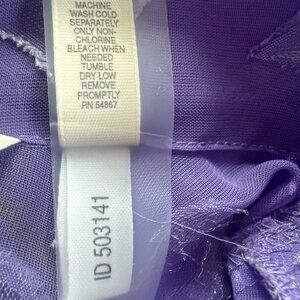 MACHINE
WASH COLD
SEPARATELY
ONLY NON-
CHLORINE
BLEACH WHEN
NEEDED
TUMBLE
DRY LOW
REMOVE
PROMPTLY
RN 54867
ID 503141